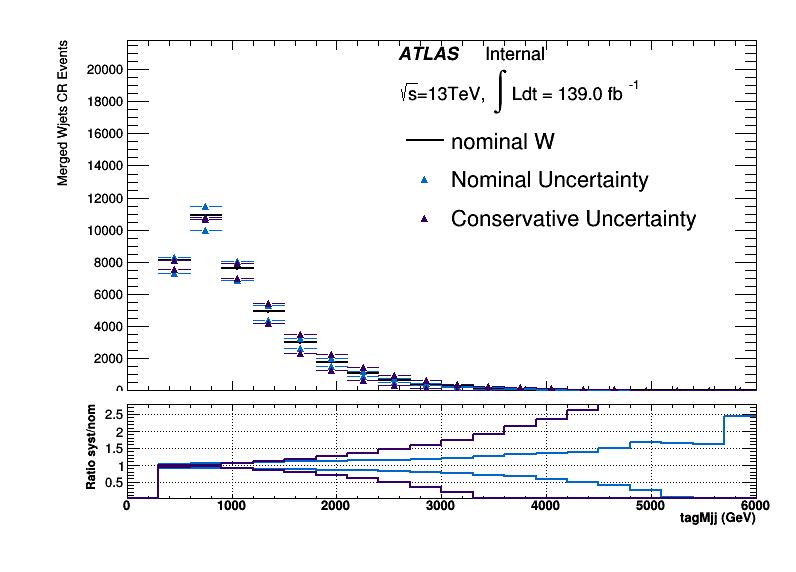 ATLAS Internal
√s=13TeV, ∫ Ldt = 139.0 fb -1
nominal W
Nominal Uncertainty
Conservative Uncertainty
Merged Wjets CR Events
20000
18000
16000
14000
12000
10000
8000
6000
4000
2000
0
Ratio syst/nom
2.5
2
1.5
1
0.5
0 1000 2000 3000 4000 5000 6000
tagMjj (GeV)